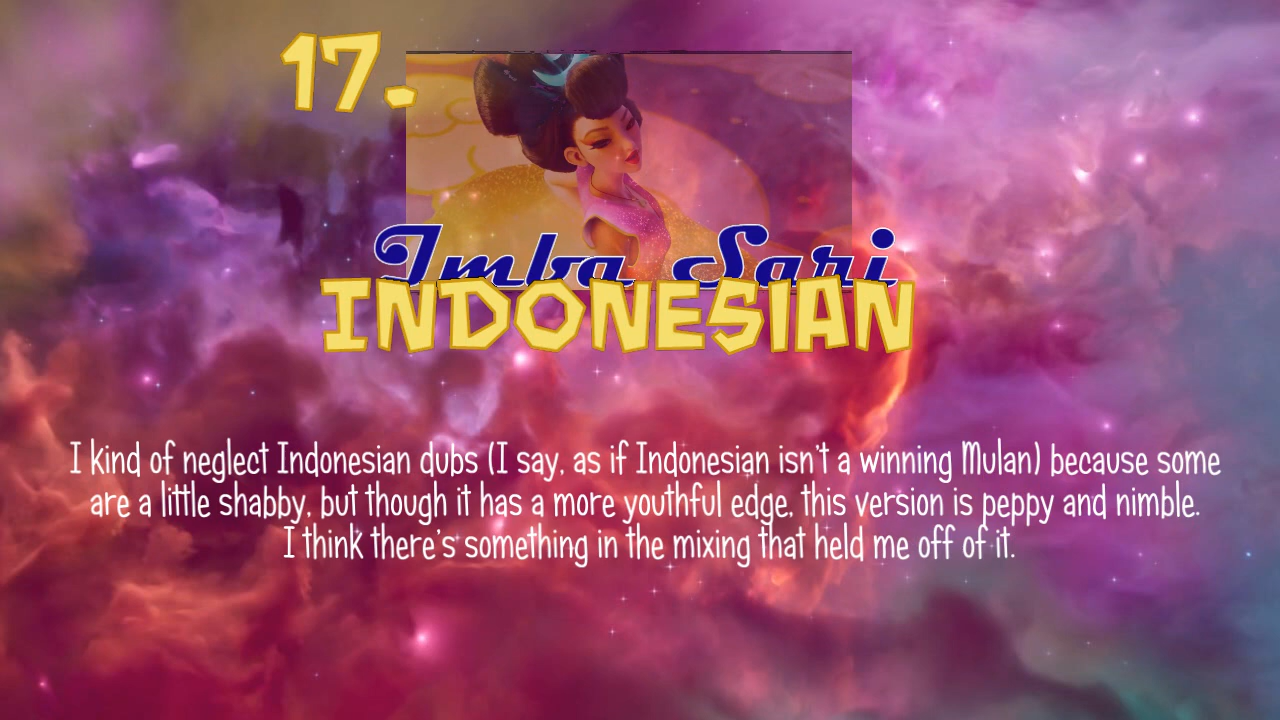 17.
Imba Sari
INDONESIAN
I kind of neglect Indonesian dubs (I say, as if Indonesian isn't a winning Mulan) because some
are a little shabby, but though it has a more youthful edge, this version is peppy and nimble.
I think there's something in the mixing that held me off of it.